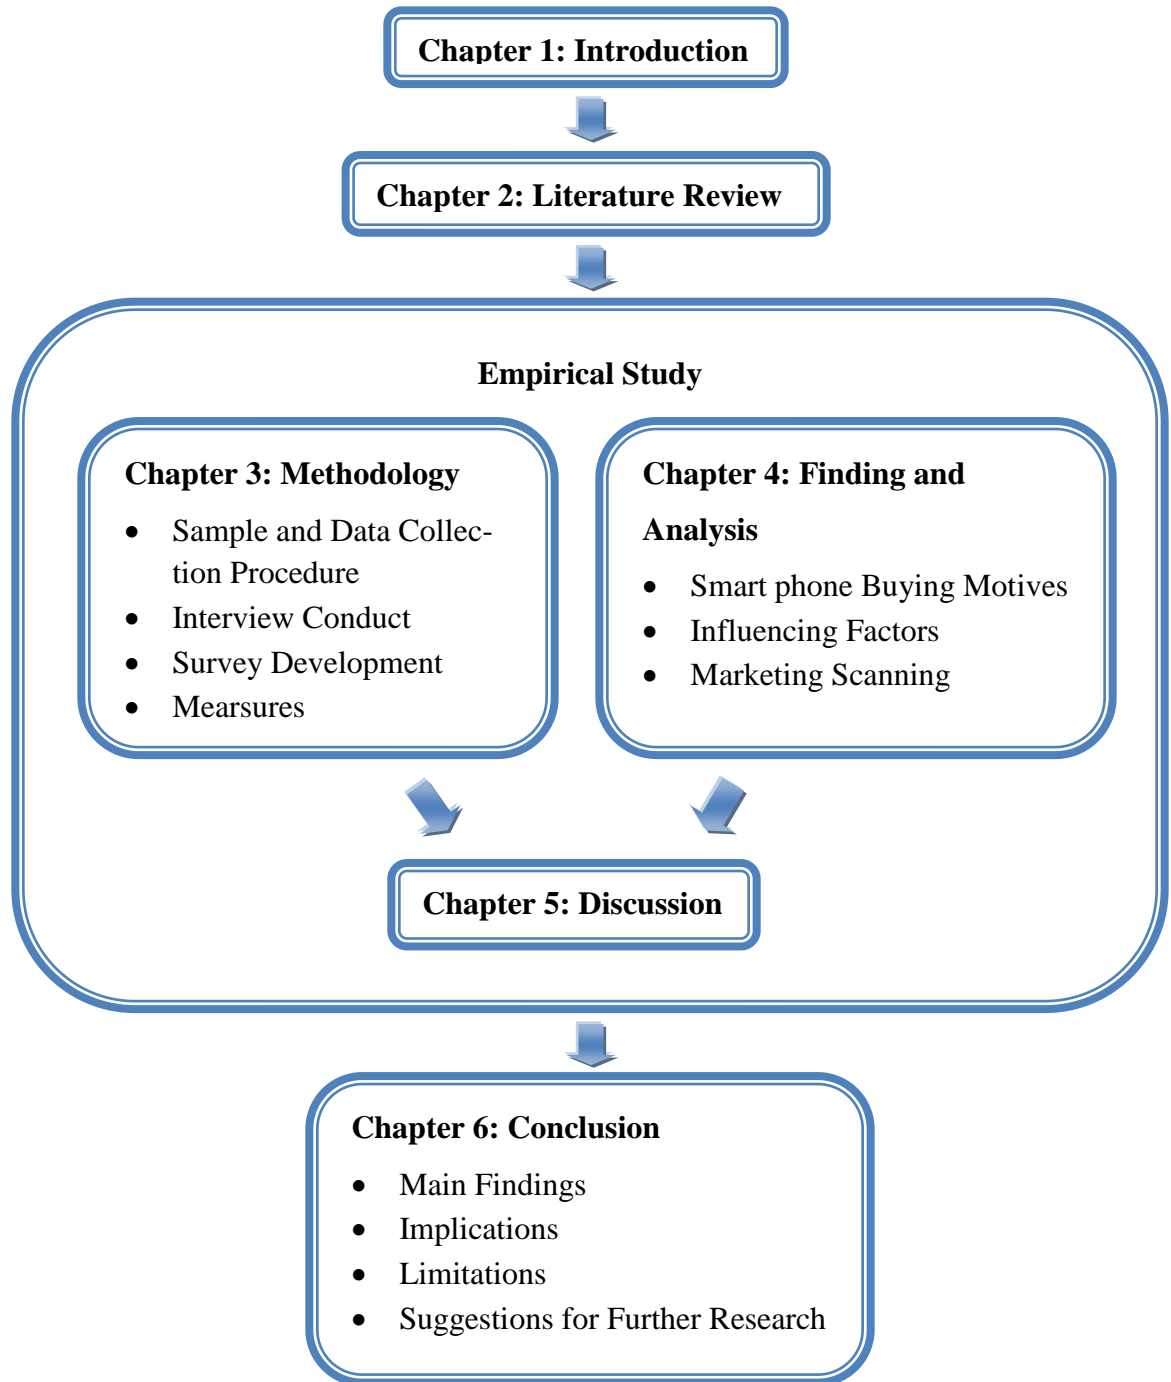 Chapter 1: Introduction
Chapter 2: Literature Review
Empirical Study
Chapter 3: Methodology
• Sample and Data Collec-
tion Procedure
• Interview Conduct
• Survey Development
• Mearsures
Chapter 4: Finding and
Analysis
• Smart phone Buying Motives
• Influencing Factors
• Marketing Scanning
Chapter 5: Discussion
Chapter 6: Conclusion
• Main Findings
• Implications
• Limitations
• Suggestions for Further Research